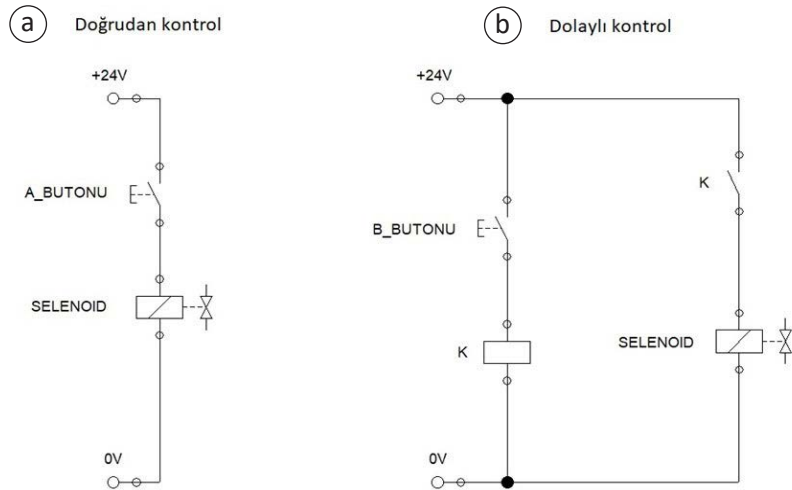 a Doğrudan kontrol
+24V
A_BUTONU
SELENOID
0V
b Dolaylı kontrol
+24V
B_BUTONU
K
K
SELENOID
0V